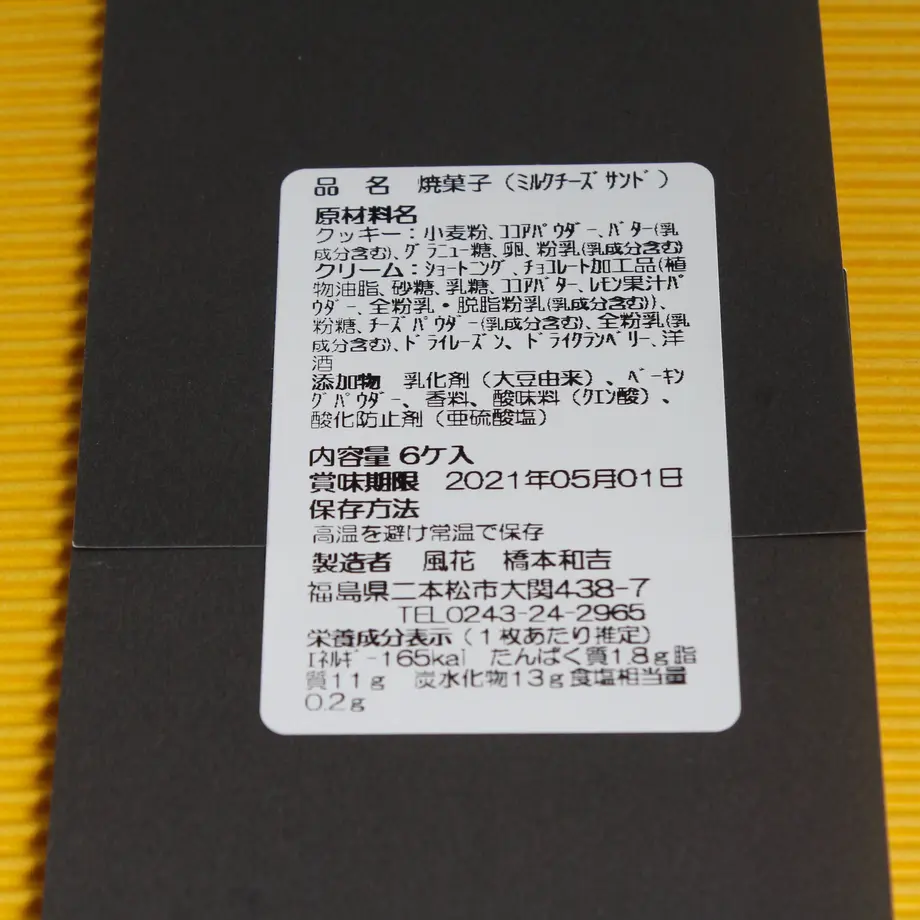 品 名 焼菓子（ﾐﾙｸﾁｰｽﾞｻﾝﾄﾞ）
原材料名
クッキー：小麦粉、ｺｺｱﾊﾟｳﾀﾞｰ、ﾊﾞﾀｰ(乳
成分含む)、ｸﾞﾗﾆｭｰ糖、卵、粉乳(乳成分含む)
クリーム：ｼｮｰﾄﾆﾝｸﾞ、ﾁｮｺﾚｰﾄ加工品(植
物油脂、砂糖、乳糖、ｺｺｱﾊﾞﾀｰ、ﾚﾓﾝ果汁ﾊﾟ
ｳﾀﾞｰ、全粉乳・脱脂粉乳(乳成分含む))、
粉糖、ﾁｰｽﾞﾊﾟｳﾀﾞｰ(乳成分含む)、全粉乳(乳
成分含む)、ﾄﾞﾗｲﾚｰｽﾞﾝ、ﾄﾞﾗｲｸﾗﾝﾍﾞﾘｰ、洋
酒
添加物 乳化剤（大豆由来）、ﾍﾞｰｷﾝ
ｸﾞﾊﾟｳﾀﾞｰ、香料、酸味料（ｸｴﾝ酸）、
酸化防止剤（亜硫酸塩）
内容量 6ケ入
賞味期限 2021年05月01日
保存方法
高温を避け常温で保存
製造者 風花 橋本和吉
福島県二本松市大関438-7
TEL0243-24-2965
栄養成分表示（1枚あたり推定）
ｴﾈﾙｷﾞｰ165kal たんぱく質1.8g脂
質11g 炭水化物13g食塩相当量
0.2g